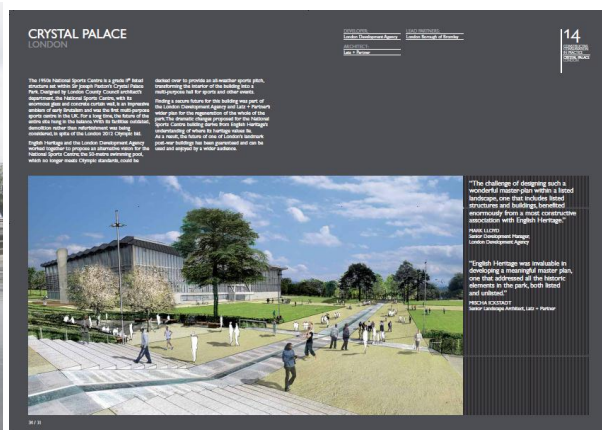 CRYSTAL PALACE
LONDON
DEVELOPER:
London Development Agency
LEAD PARTNERS:
London Borough of Bromley
ARCHITECT:
Latz + Partner
14
IN PRACTICE
CRYSTAL PALACE
The 1950s National Sports Centre is a grade II* listed
structure set within Sir Joseph Paxton's Crystal Palace
Park. Designed by London County Council architect's
department, the National Sports Centre, with its
enormous glass and concrete curtain wall, is an impressive
emblem of early Brutalism and was the first multi-purpose
sports centre in the UK. For a long time, the future of the
entire site hung in the balance. With its facilities outdated,
demolition rather than refurbishment was being
considered, in spite of the London 2012 Olympic bid.
English Heritage and the London Development Agency
worked together to propose an alternative vision for the
National Sports Centre; the 50-metre swimming pool,
which no longer meets Olympic standards, could be
decked over to provide an all-weather sports pitch,
transforming the interior of the building into a
multi-purpose hall for sports and other events.
Finding a secure future for this building was part of
the London Development Agency and Latz + Partner's
wider plan for the regeneration of the whole of the
park. The dramatic changes proposed for the National
Sports Centre building derive from English Heritage's
understanding of where its heritage values lie.
As a result, the future of one of London's landmark
post-war buildings has been guaranteed and can be
used and enjoyed by a wider audience.
"The challenge of designing such a
wonderful master-plan within a listed
landscape, one that includes listed
structures and buildings, benefited
enormously from a most constructive
association with English Heritage."
MARK LLOYD
Senior Development Manager,
London Development Agency
"English Heritage was invaluable in
developing a meaningful master plan,
one that addressed all the historic
elements in the park, both listed
and unlisted."
MISCHA ICKSTADT
Senior Landscape Architect, Latz + Partner